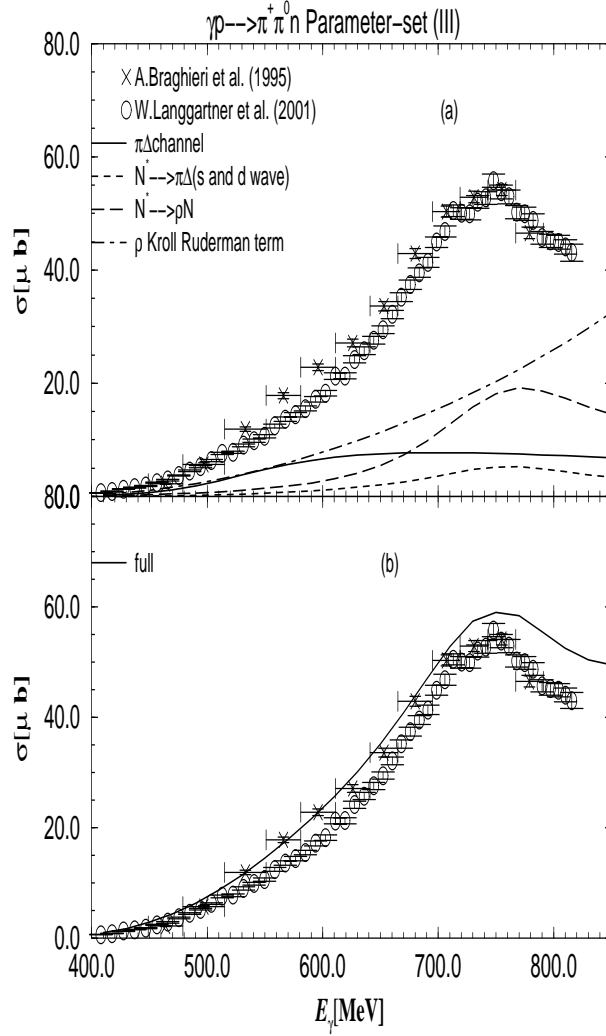 γp-->π⁺π⁰n Parameter-set (III)
80.0
A.Braghieri et al. (1995)
W.Langgartner et al. (2001)
(a)
πΔchannel
N*-->πΔ(s and d wave)
N*-->ρN
ρ Kroll Ruderman term
60.0
σ[μ b]
40.0
20.0
80.0
full
(b)
60.0
σ[μ b]
40.0
20.0
0.0
400.0 500.0 600.0 700.0 800.0
E_γ[MeV]